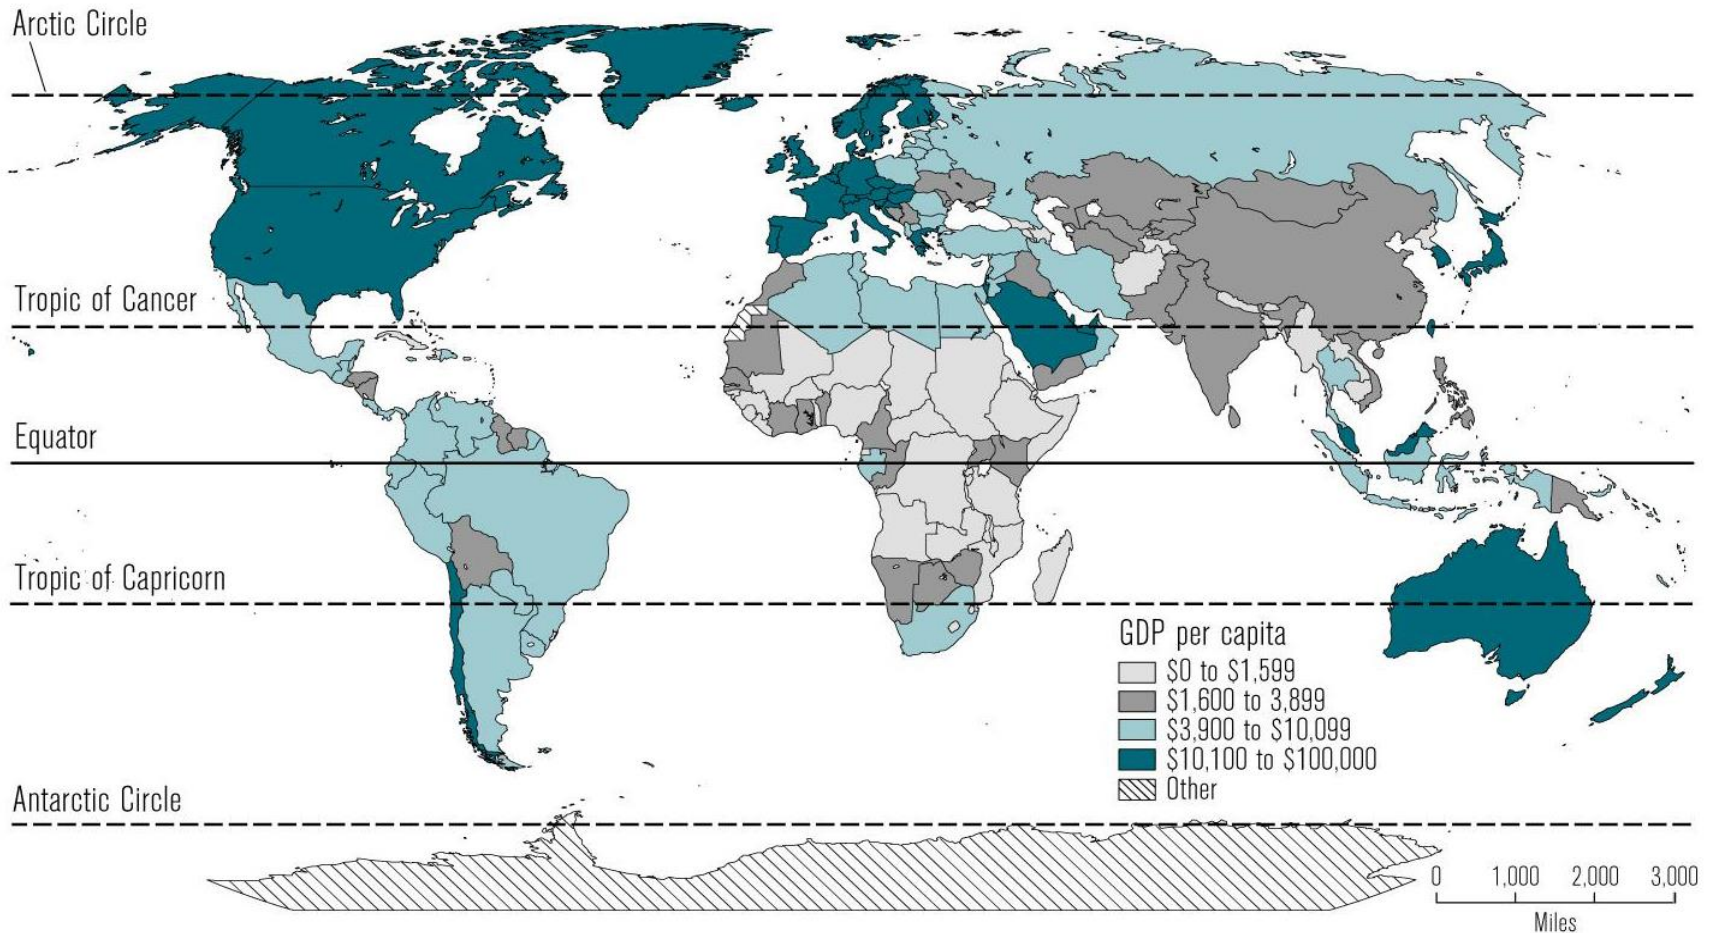 Arctic Circle
Tropic of Cancer
Equator
Tropic of Capricorn
GDP per capita
$0 to $1,599
$1,600 to 3,899
$3,900 to $10,099
$10,100 to $100,000
Other
Antarctic Circle
0 1,000 2,000 3,000
Miles